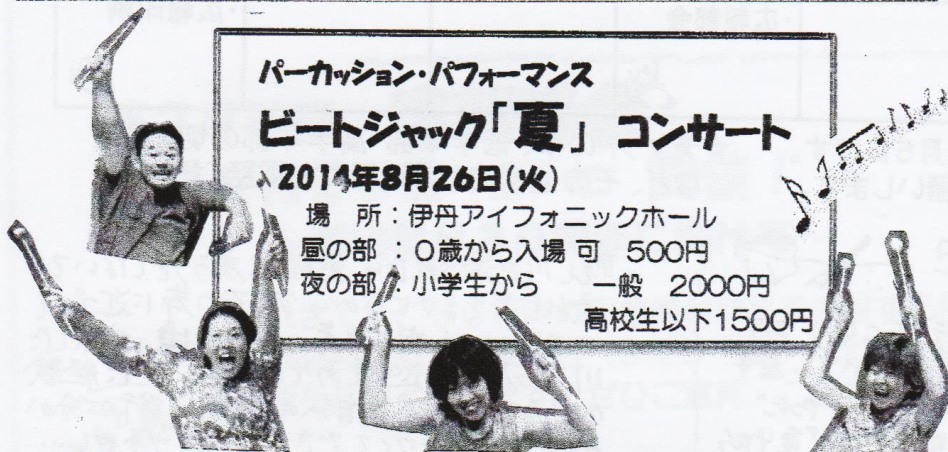 パーカッション・パフォーマンス
ビートジャック「夏」 コンサート
2014年8月26日(火)
場 所:伊丹アイフォニックホール
昼の部 :0歳から入場 可 500円
夜の部 :小学生から 一般 2000円
高校生以下1500円